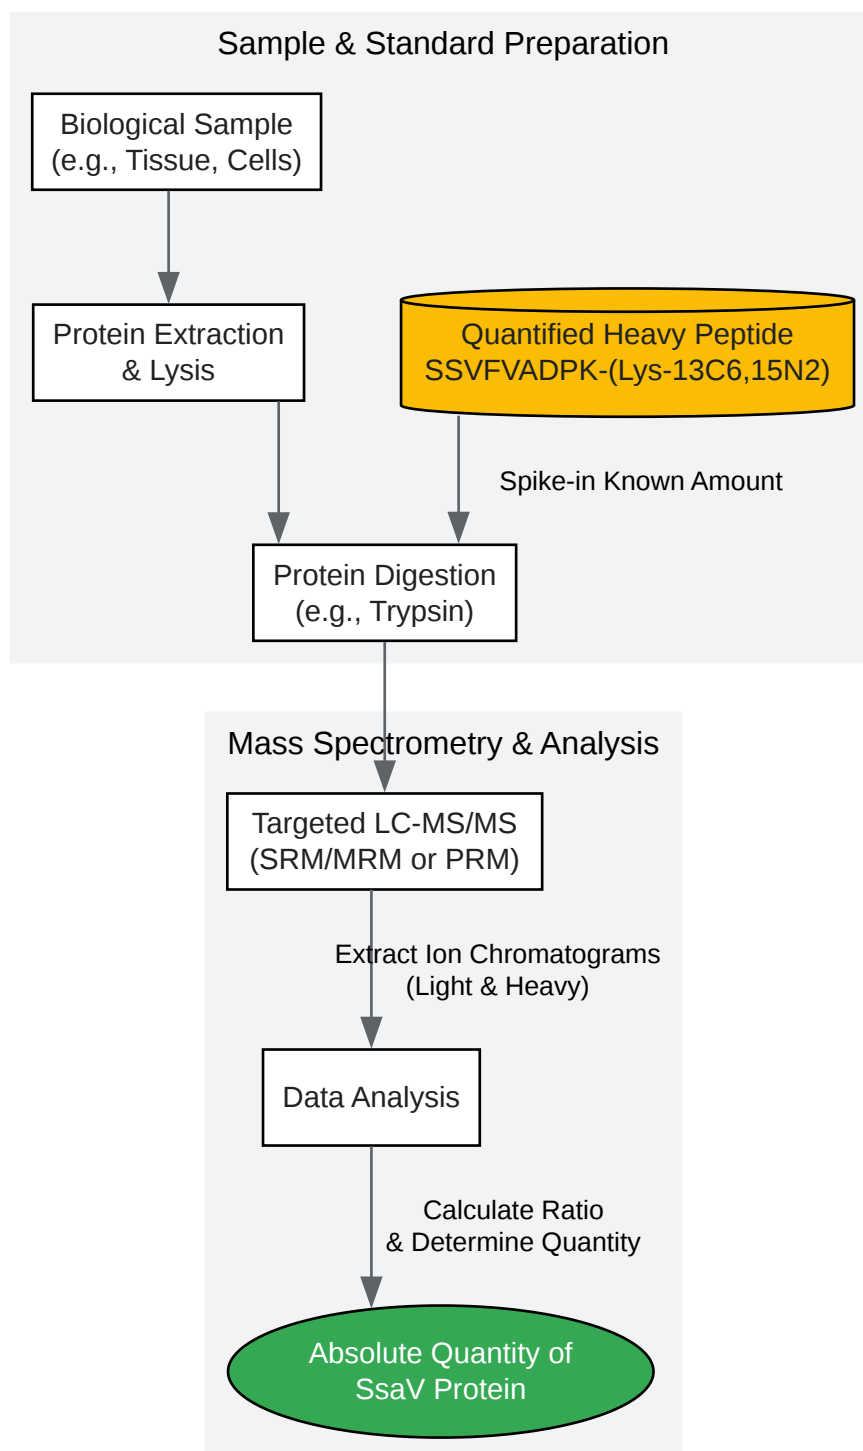 Sample & Standard Preparation
Biological Sample
(e.g., Tissue, Cells)
Protein Extraction
& Lysis
Quantified Heavy Peptide
SSVFVADPK-(Lys-13C6,15N2)
Spike-in Known Amount
Protein Digestion
(e.g., Trypsin)
Mass Spectrometry & Analysis
Targeted LC-MS/MS
(SRM/MRM or PRM)
Extract Ion Chromatograms
(Light & Heavy)
Data Analysis
Calculate Ratio
& Determine Quantity
Absolute Quantity of
SsaV Protein